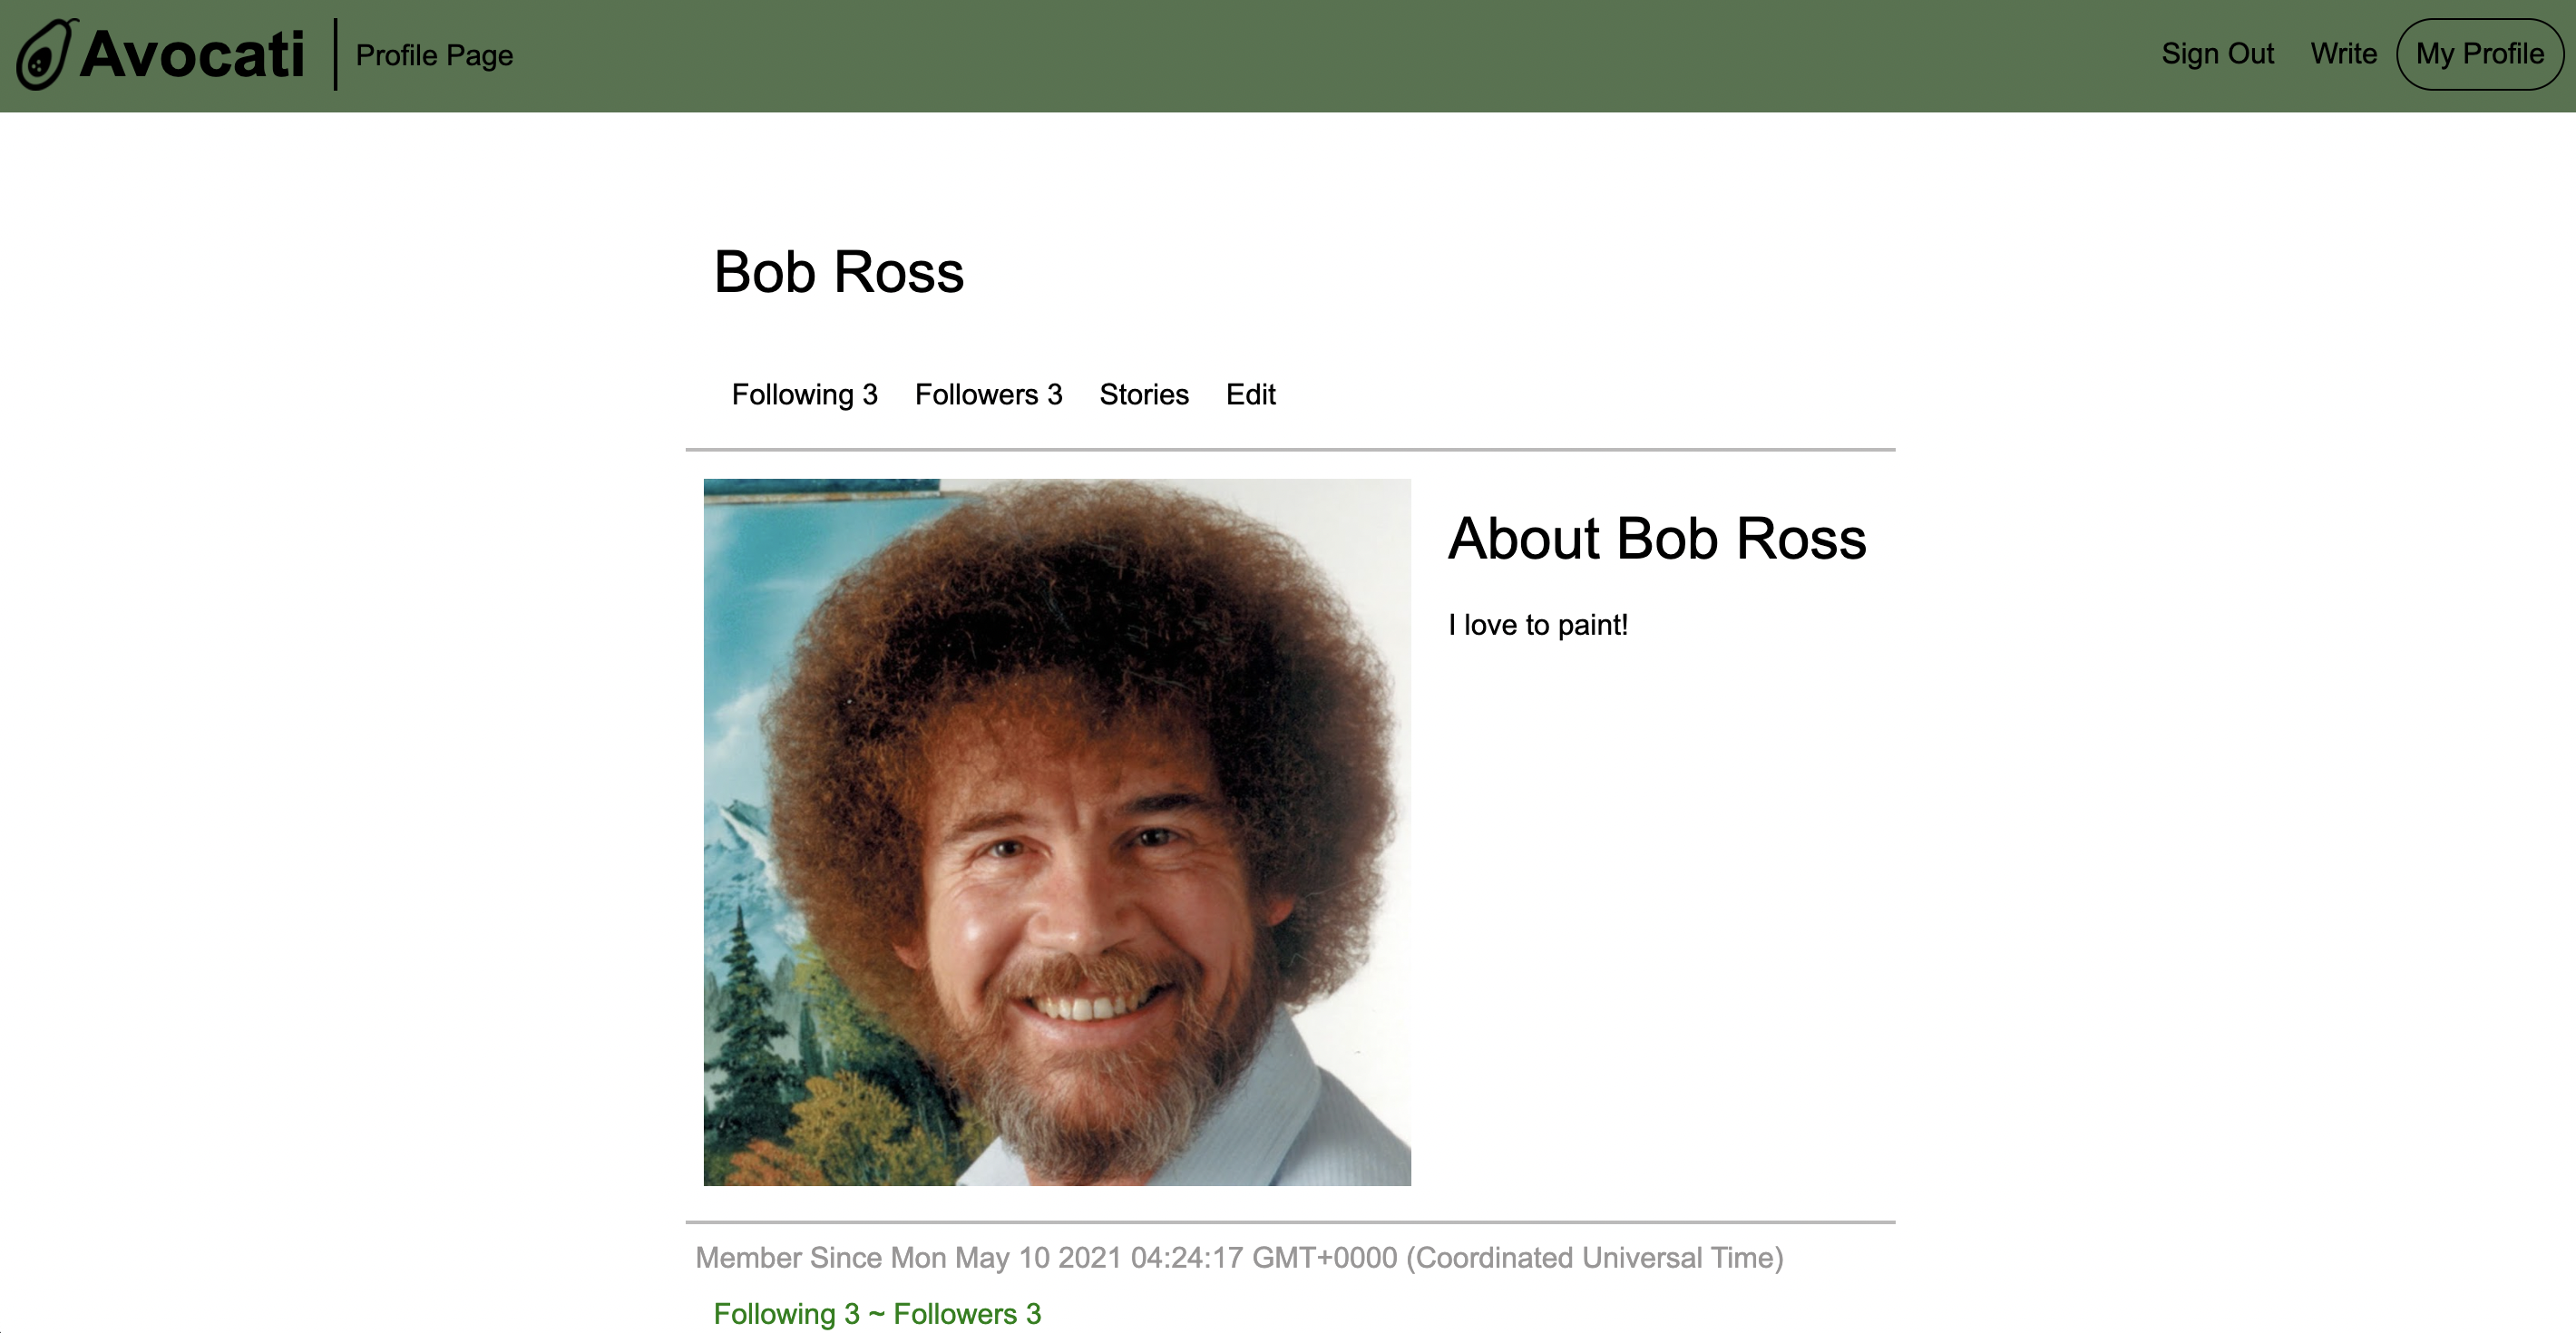 Avocati
Profile Page
Sign Out
Write
My Profile
Bob Ross
Following 3
Followers 3
Stories
Edit
About Bob Ross
I love to paint!
Member Since Mon May 10 2021 04:24:17 GMT+0000 (Coordinated Universal Time)
Following 3 ~ Followers 3